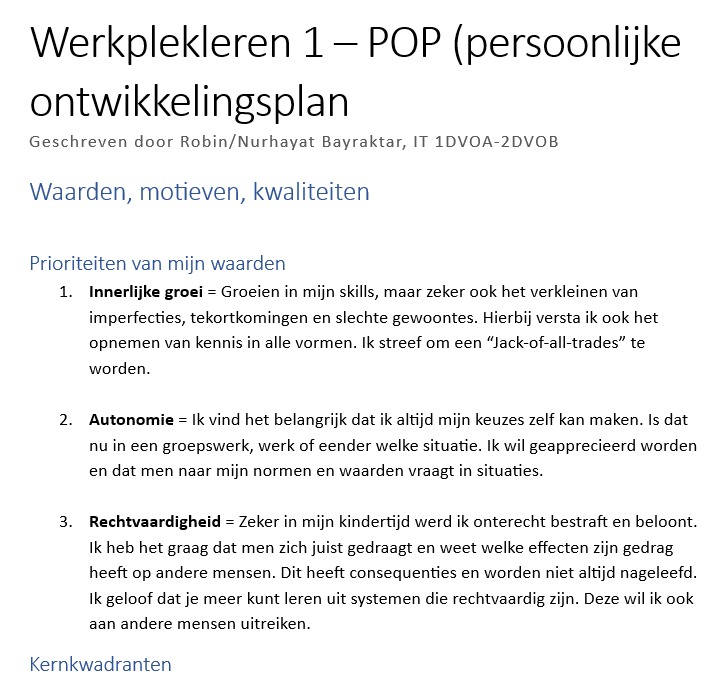 Werkplekleren 1 – POP (persoonlijke
ontwikkelingsplan
Geschreven door Robin/Nurhayat Bayraktar, IT 1DVOA-2DVOB
Waarden, motieven, kwaliteiten
Prioriteiten van mijn waarden
1. Innerlijke groei = Groeien in mijn skills, maar zeker ook het verkleinen van
imperfecties, tekortkomingen en slechte gewoontes. Hierbij versta ik ook het
opnemen van kennis in alle vormen. Ik streef om een “Jack-of-all-trades” te
worden.
2. Autonomie = Ik vind het belangrijk dat ik altijd mijn keuzes zelf kan maken. Is dat
nu in een groepswerk, werk of eender welke situatie. Ik wil geapprecieerd worden
en dat men naar mijn normen en waarden vraagt in situaties.
3. Rechtvaardigheid = Zeker in mijn kindertijd werd ik onterecht bestraft en beloont.
Ik heb het graag dat men zich juist gedraagt en weet welke effecten zijn gedrag
heeft op andere mensen. Dit heeft consequenties en worden niet altijd nageleefd.
Ik geloof dat je meer kunt leren uit systemen die rechtvaardig zijn. Deze wil ik ook
aan andere mensen uitreiken.
Kernkwadranten